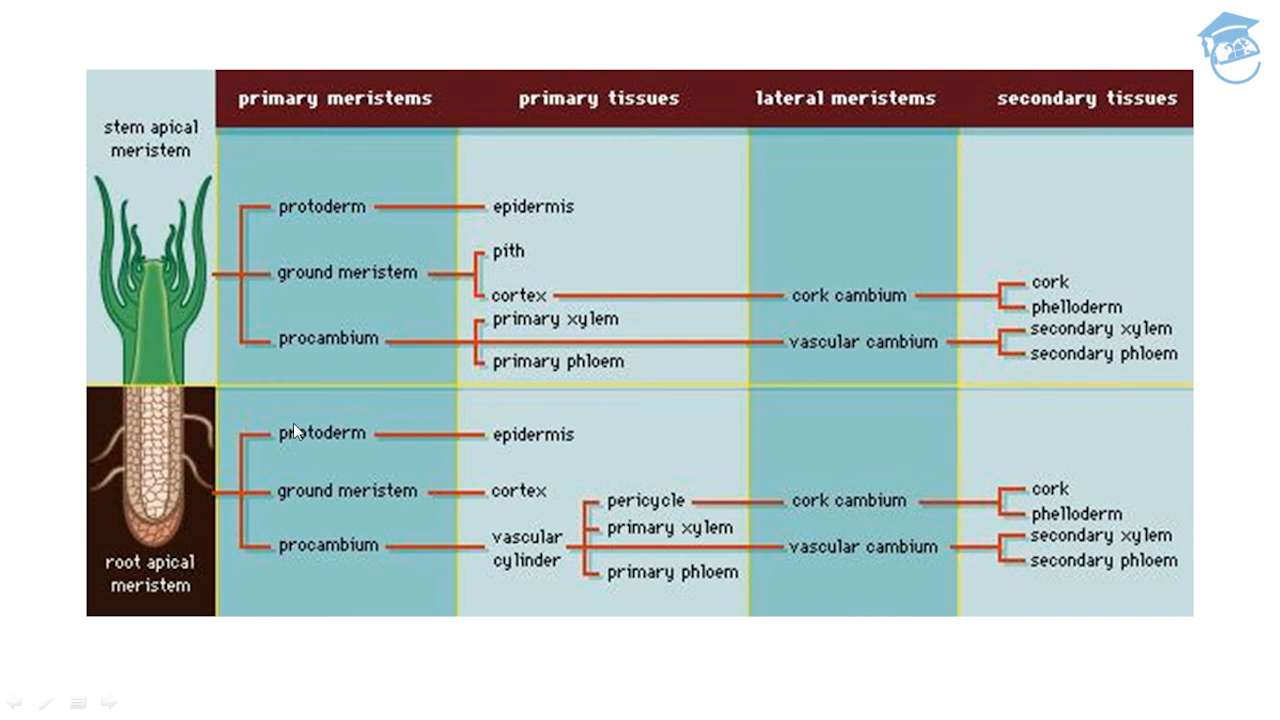 primary meristems
primary tissues
lateral meristems
secondary tissues
stem apical
meristem
protoderm
epidermis
ground meristem
pith
cortex
cork cambium
cork
phelloderm
procambium
primary xylem
primary phloem
vascular cambium
secondary xylem
secondary phloem
root apical
meristem
protoderm
epidermis
ground meristem
cortex
procambium
vascular
cylinder
pericycle
primary xylem
primary phloem
cork cambium
cork
phelloderm
vascular cambium
secondary xylem
secondary phloem